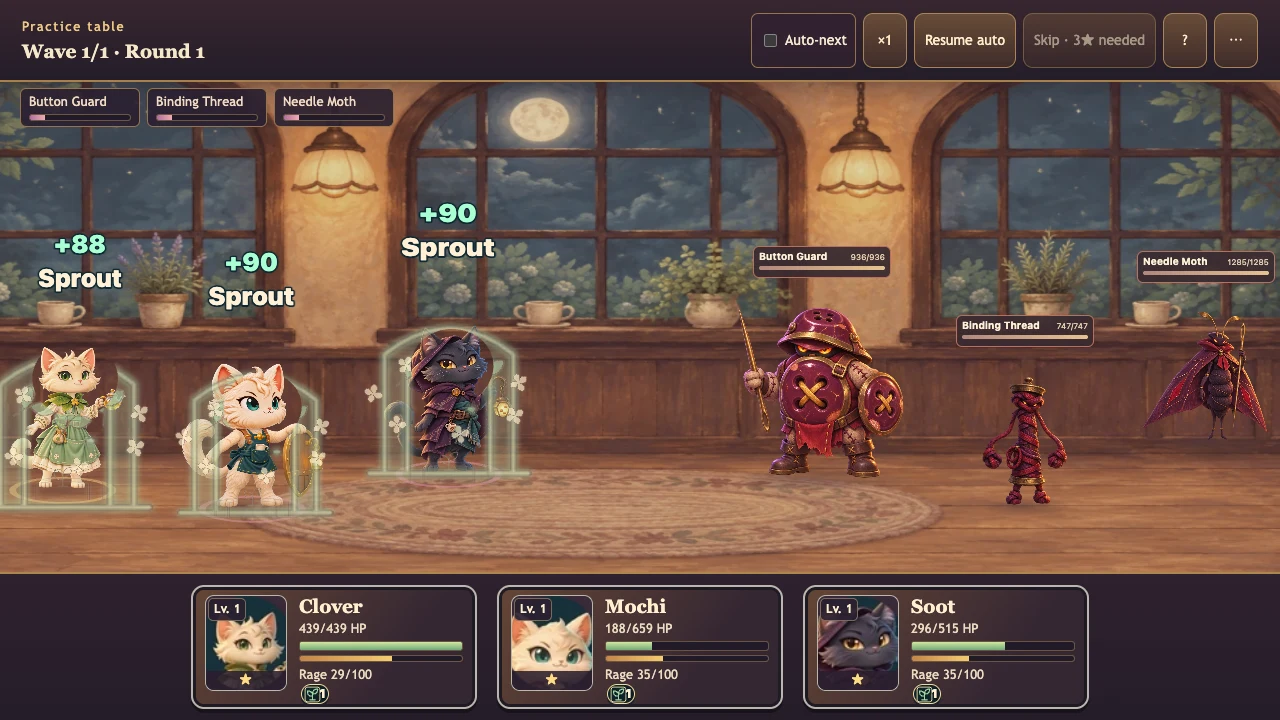 Practice table
Wave 1/1 · Round 1
Auto-next
×1
Resume auto
Skip · 3★ needed
?
...
Button Guard
Binding Thread
Needle Moth
+88
Sprout
+90
Sprout
+90
Sprout
Button Guard 936/936
Binding Thread 747/747
Needle Moth 1285/1285
Lv. 1
Clover
439/439 HP
Rage 29/100
1
Lv. 1
Mochi
188/659 HP
Rage 35/100
1
Lv. 1
Soot
296/515 HP
Rage 35/100
1